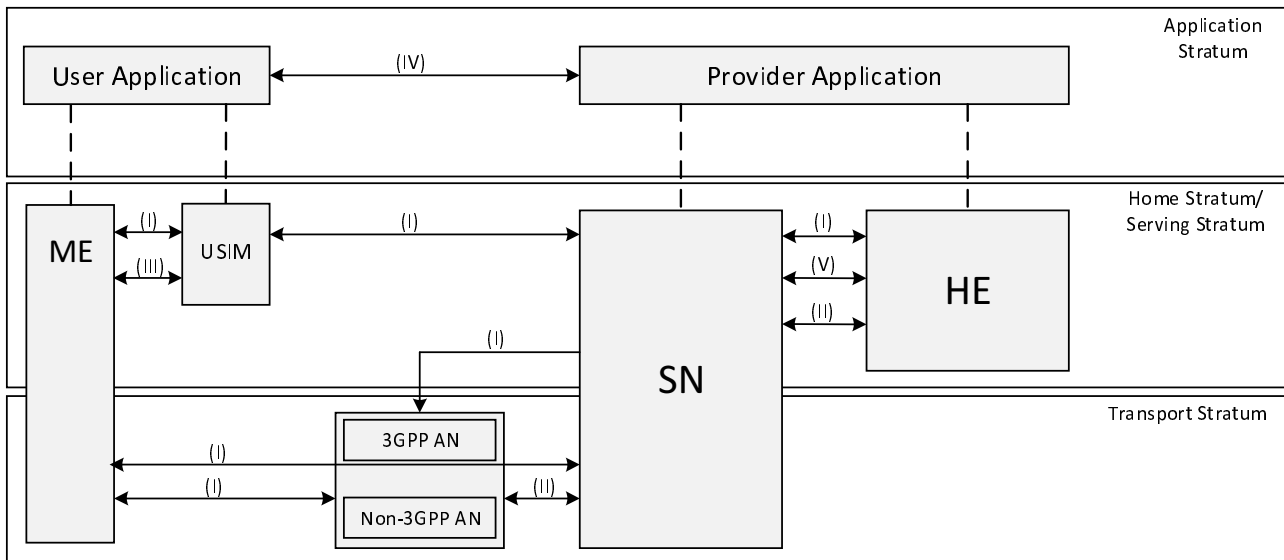 Application
Stratum
User Application
(IV)
Provider Application
Home Stratum/
Serving Stratum
ME
(I)
(III)
USIM
(I)
(I)
(V)
(II)
HE
(I)
SN
Transport Stratum
3GPP AN
(I)
(I)
(II)
Non-3GPP AN